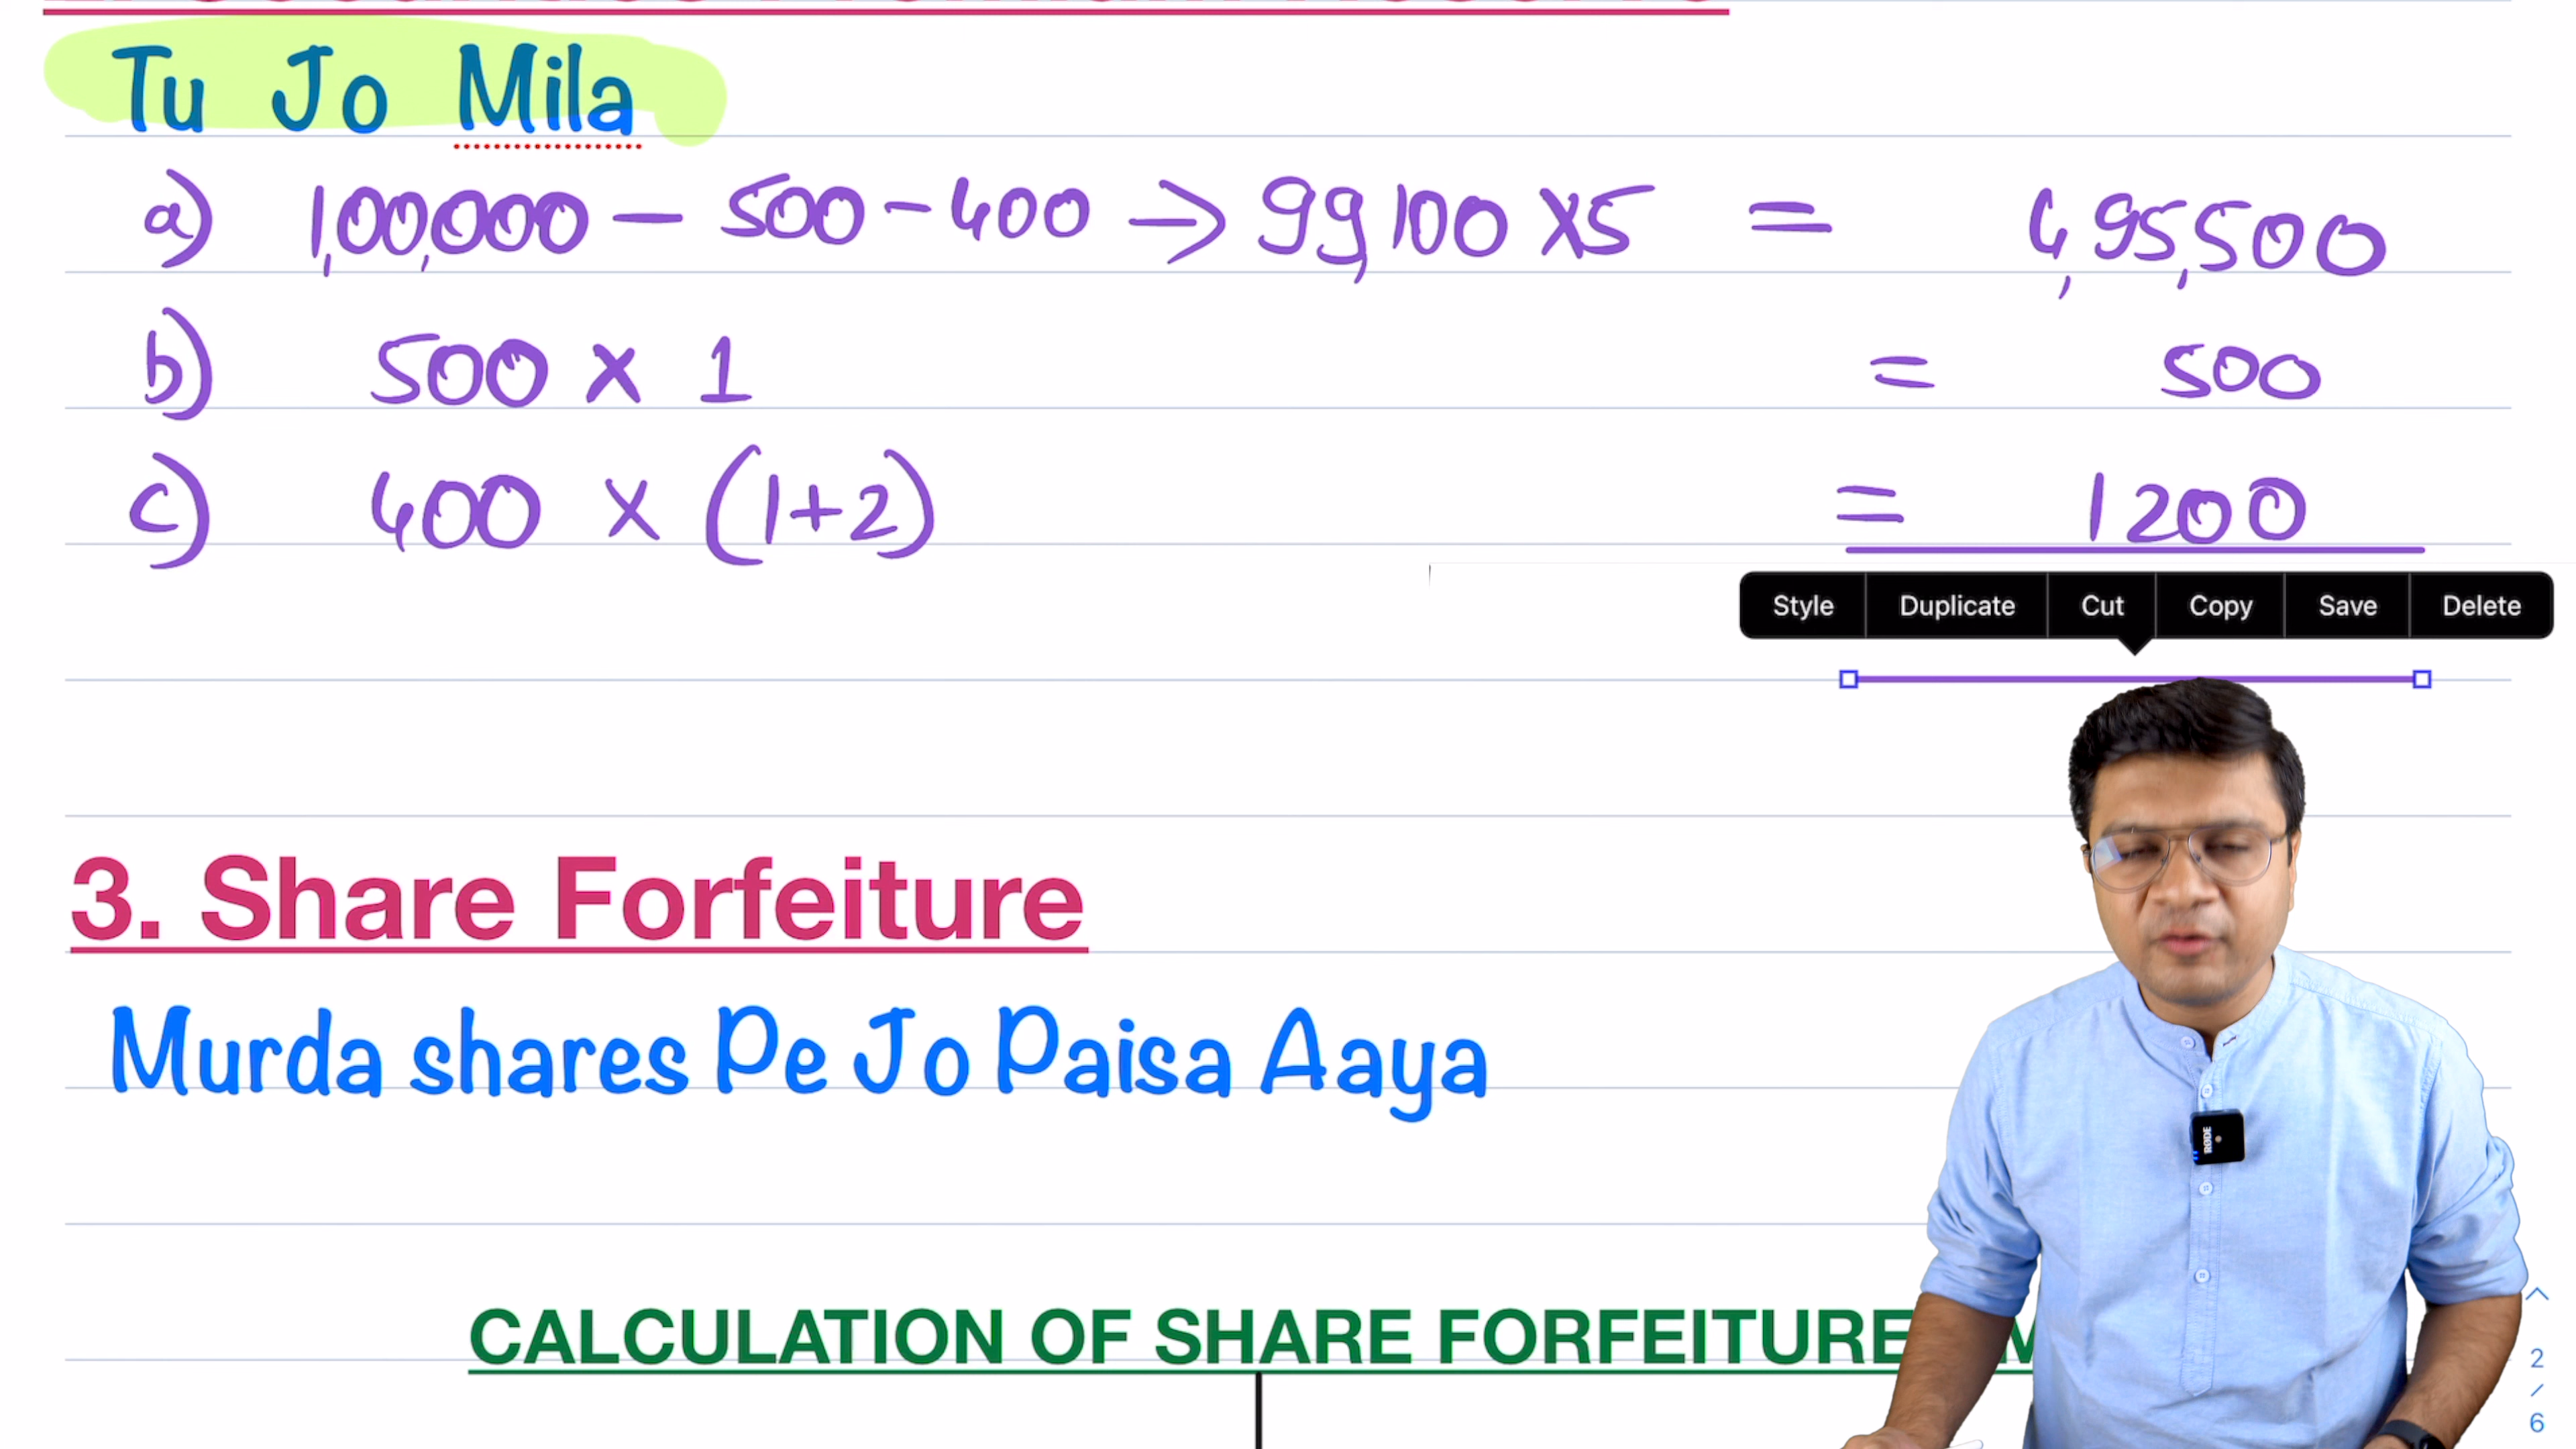 Tu Jo Mila
a) 1,00,000 - 500 - 400 → 99,100 x 5 = 4,95,500
b) 500 x 1 = 500
c) 400 x (1+2) = 1200
Style Duplicate Cut Copy Save Delete
3. Share Forfeiture
Murda shares Pe Jo Paisa Aaya
RØDE
CALCULATION OF SHARE FORFEITURE
2
/
6